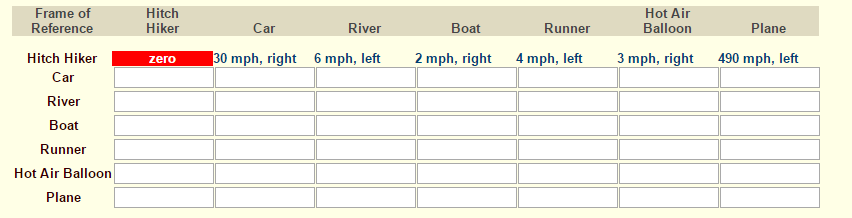 Frame of Reference Hitch Hiker Car River Boat Runner Hot Air Balloon Plane
Hitch Hiker zero 30 mph, right 6 mph, left 2 mph, right 4 mph, left 3 mph, right 490 mph, left
Car
River
Boat
Runner
Hot Air Balloon
Plane